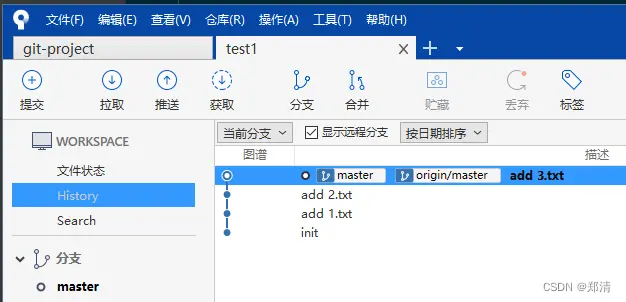 文件(F) 编辑(E) 查看(V) 仓库(R) 操作(A) 工具(T) 帮助(H)
git-project test1
提交 拉取 推送 获取 分支 合并 贮藏 丢弃 标签
WORKSPACE
文件状态
History
Search
分支
master
当前分支 显示远程分支 按日期排序
图谱 描述
master origin/master add 3.txt
add 2.txt
add 1.txt
init
CSDN @郑清